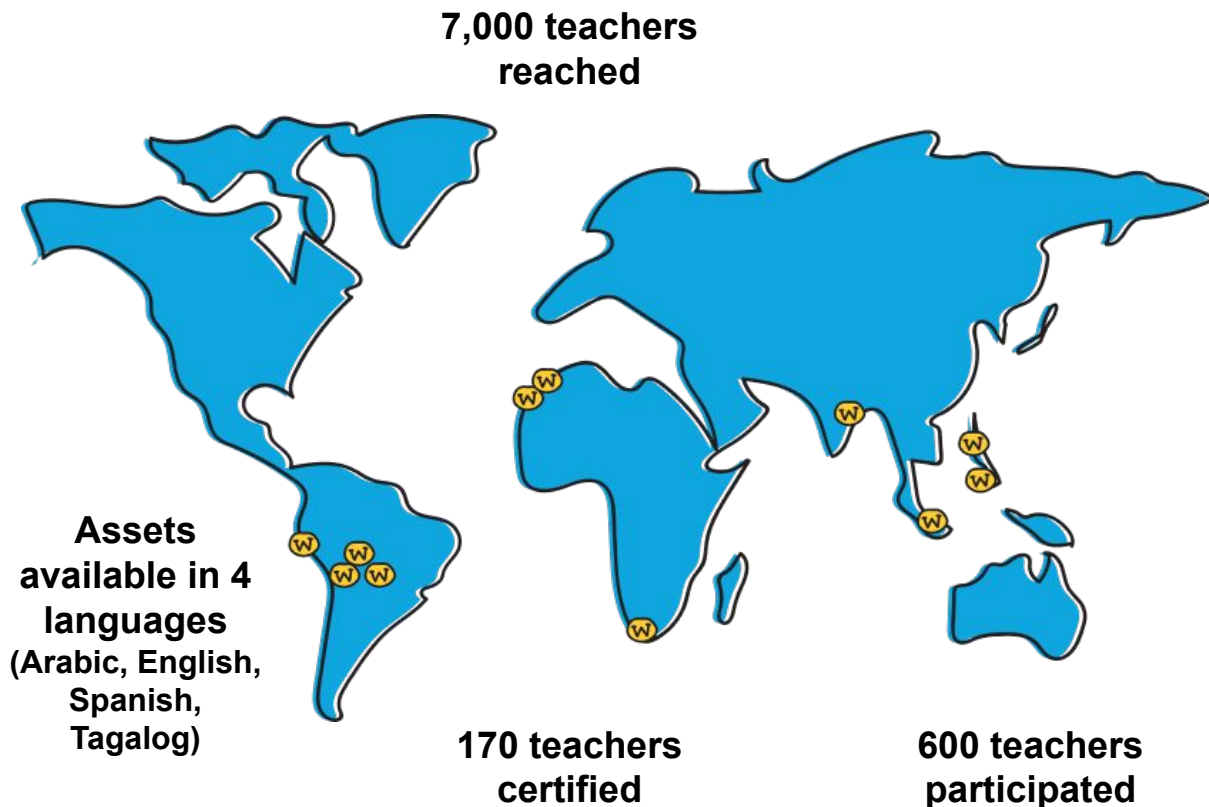 7,000 teachers
reached
W
W
W
W
W
W
W
W
W
W
W
Assets
available in 4
languages
(Arabic, English,
Spanish,
Tagalog)
170 teachers
certified
600 teachers
participated